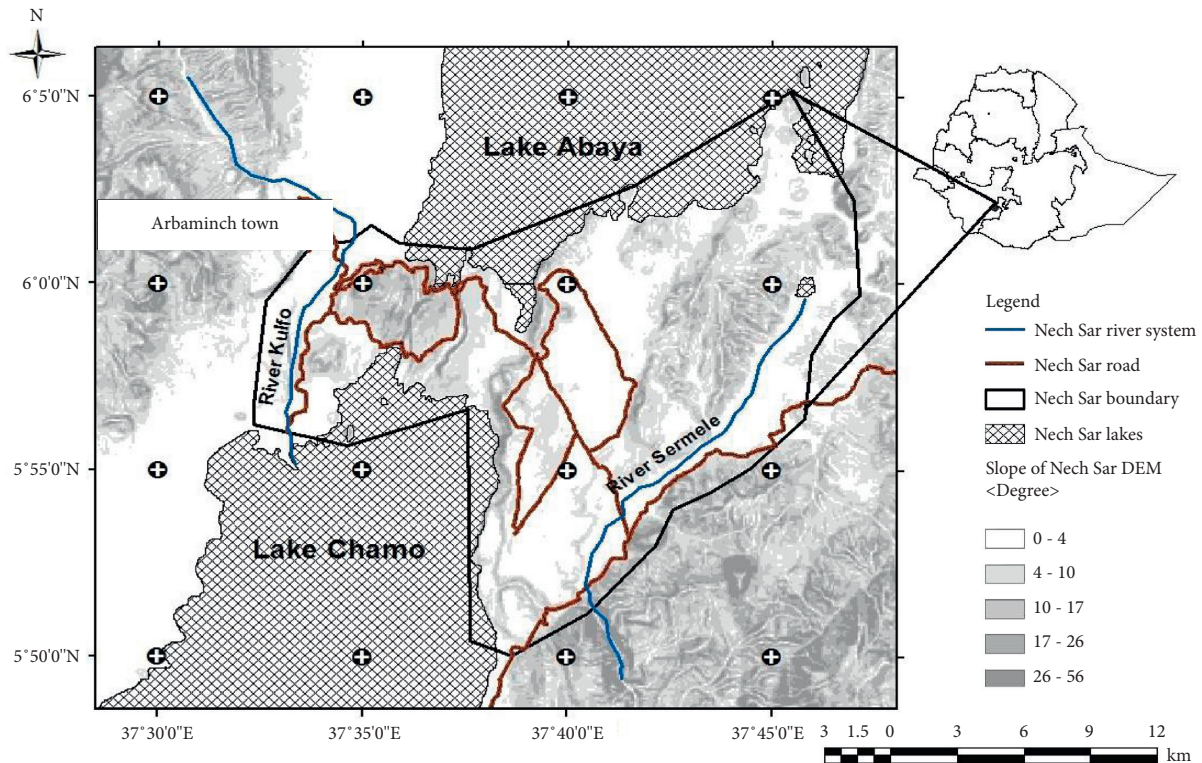 N
6°5'0"N
6°0'0"N
5°55'0"N
5°50'0"N
37°30'0"E
37°35'0"E
37°40'0"E
37°45'0"E
Lake Abaya
Arbaminch town
River Kulfo
River Sermele
Lake Chamo
Legend
Nech Sar river system
Nech Sar road
Nech Sar boundary
Nech Sar lakes
Slope of Nech Sar DEM
<Degree>
0 - 4
4 - 10
10 - 17
17 - 26
26 - 56
3 1.5 0 3 6 9 12
km